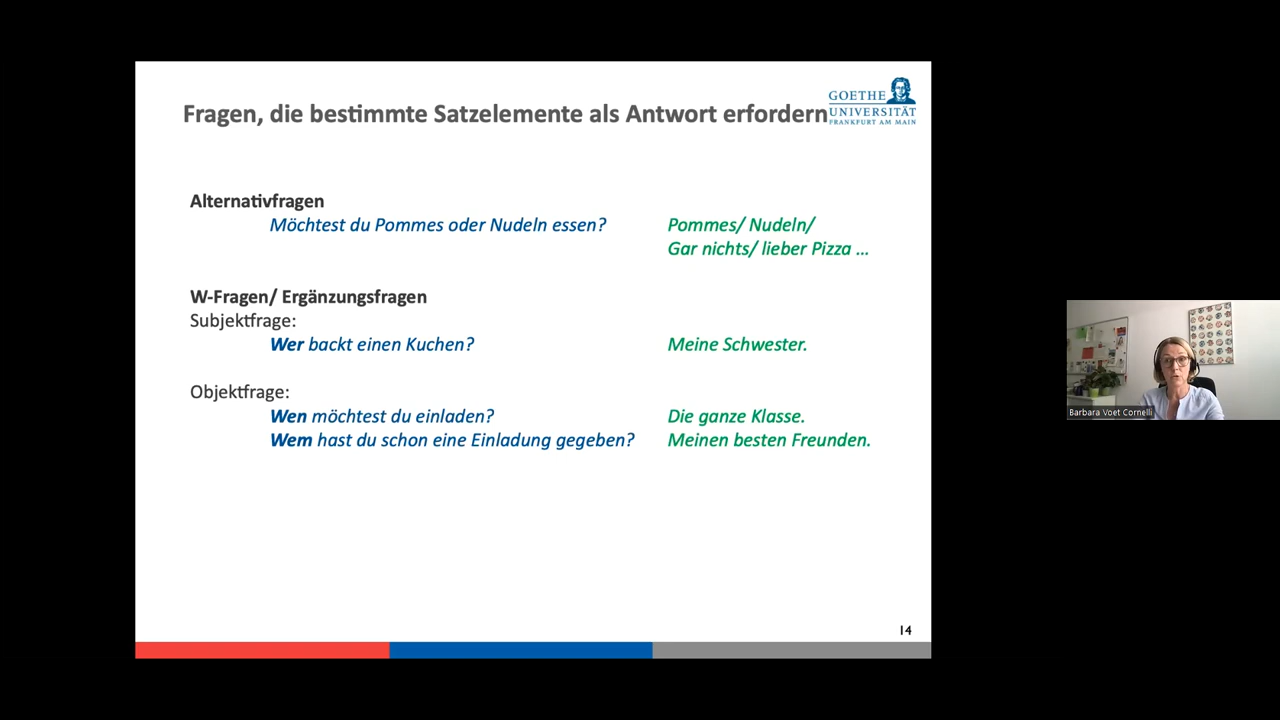 Fragen, die bestimmte Satzelemente als Antwort erfordern
GOETHE
UNIVERSITÄT
FRANKFURT AM MAIN
Alternativfragen
Möchtest du Pommes oder Nudeln essen? Pommes/ Nudeln/
Gar nichts/ lieber Pizza ...
W-Fragen/ Ergänzungsfragen
Subjektfrage:
Wer backt einen Kuchen? Meine Schwester.
Objektfrage:
Wen möchtest du einladen? Die ganze Klasse.
Wem hast du schon eine Einladung gegeben? Meinen besten Freunden.
14
Barbara Voet Cornelli